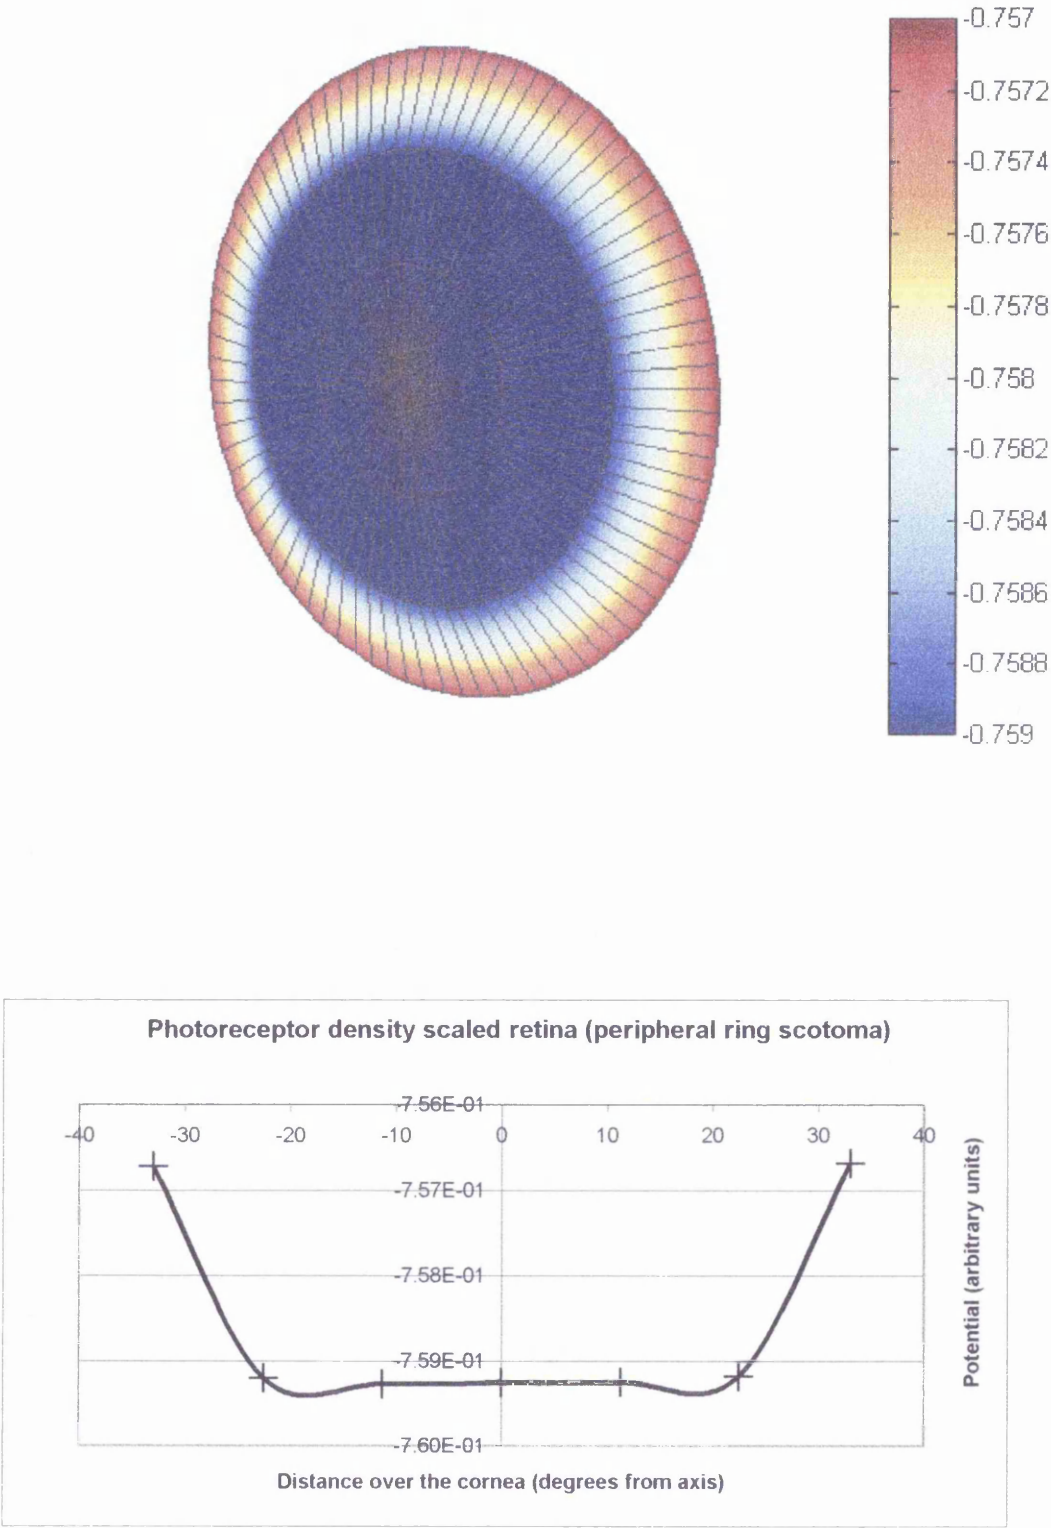 -0.757
-0.7572
-0.7574
-0.7576
-0.7578
-0.758
-0.7582
-0.7584
-0.7586
-0.7588
-0.759
Photoreceptor density scaled retina (peripheral ring scotoma)
-7.56E-01
-40 -30 -20 -10 0 10 20 30 40
-7.57E-01
-7.58E-01
-7.59E-01
-7.60E-01
Potential (arbitrary units)
Distance over the cornea (degrees from axis)